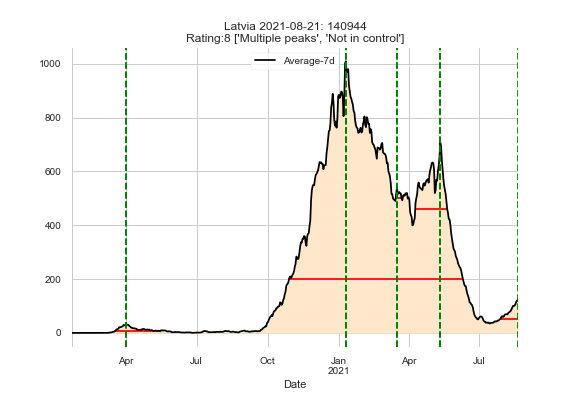 Latvia 2021-08-21: 140944
Rating:8 ['Multiple peaks', 'Not in control']
Average-7d
1000
800
600
400
200
0
Apr
Jul
Oct
Jan
2021
Apr
Jul
Date